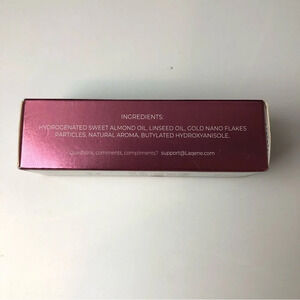 INGREDIENTS:
HYDROGENATED SWEET ALMOND OIL, LINSEED OIL, GOLD NANO FLAKES
PARTICLES, NATURAL AROMA, BUTYLATED HYDROXYANISOLE.
Questions, comments, compliments? support@Laqene.com